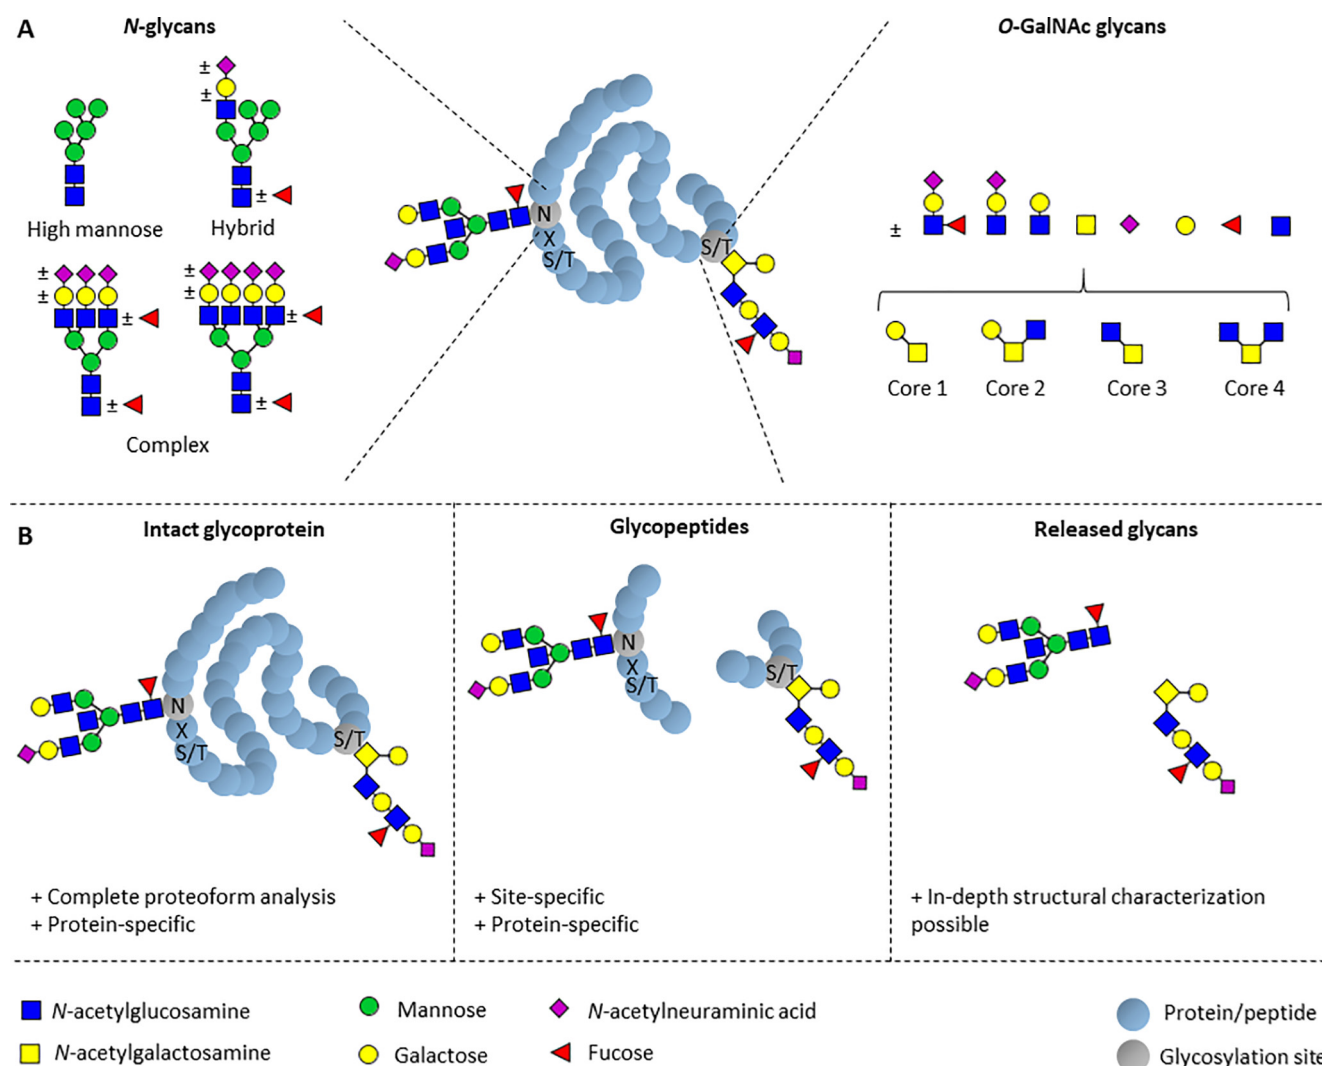 A
N-glycans
O-GalNAc glycans
±
±
±
High mannose
Hybrid
±
±
±
±
±
±
±
±
Complex
N
X
S/T
S/T
±
Core 1
Core 2
Core 3
Core 4
B
Intact glycoprotein
Glycopeptides
Released glycans
N
X
S/T
S/T
N
X
S/T
S/T
+ Complete proteoform analysis
+ Protein-specific
+ Site-specific
+ Protein-specific
+ In-depth structural characterization
possible
N-acetylglucosamine
Mannose
N-acetylneuraminic acid
Protein/peptide
N-acetylgalactosamine
Galactose
Fucose
Glycosylation site